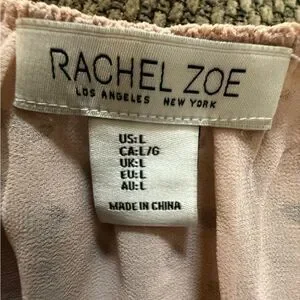 RACHEL ZOE
LOS ANGELES NEW YORK
US:L
CA:L/G
UK:L
EU:L
AU:L
MADE IN CHINA